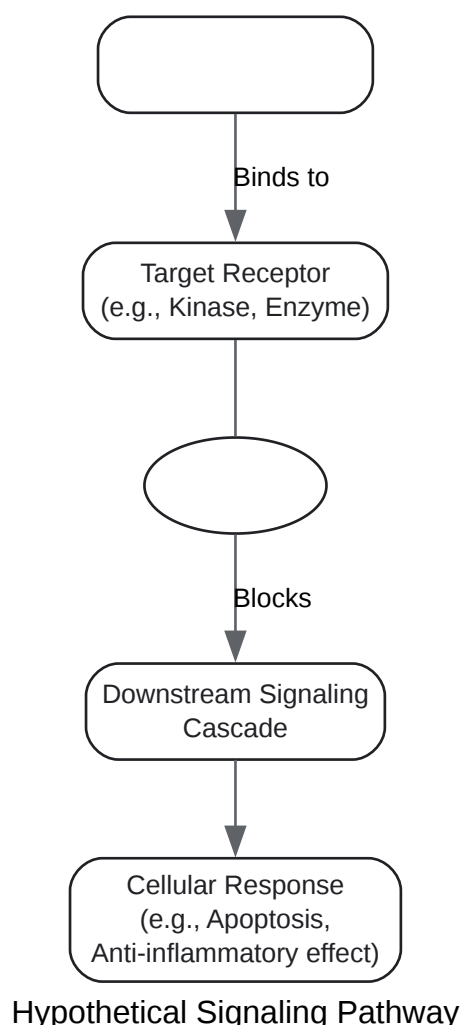 Binds to
Target Receptor
(e.g., Kinase, Enzyme)
Blocks
Downstream Signaling
Cascade
Cellular Response
(e.g., Apoptosis,
Anti-inflammatory effect)
Hypothetical Signaling Pathway